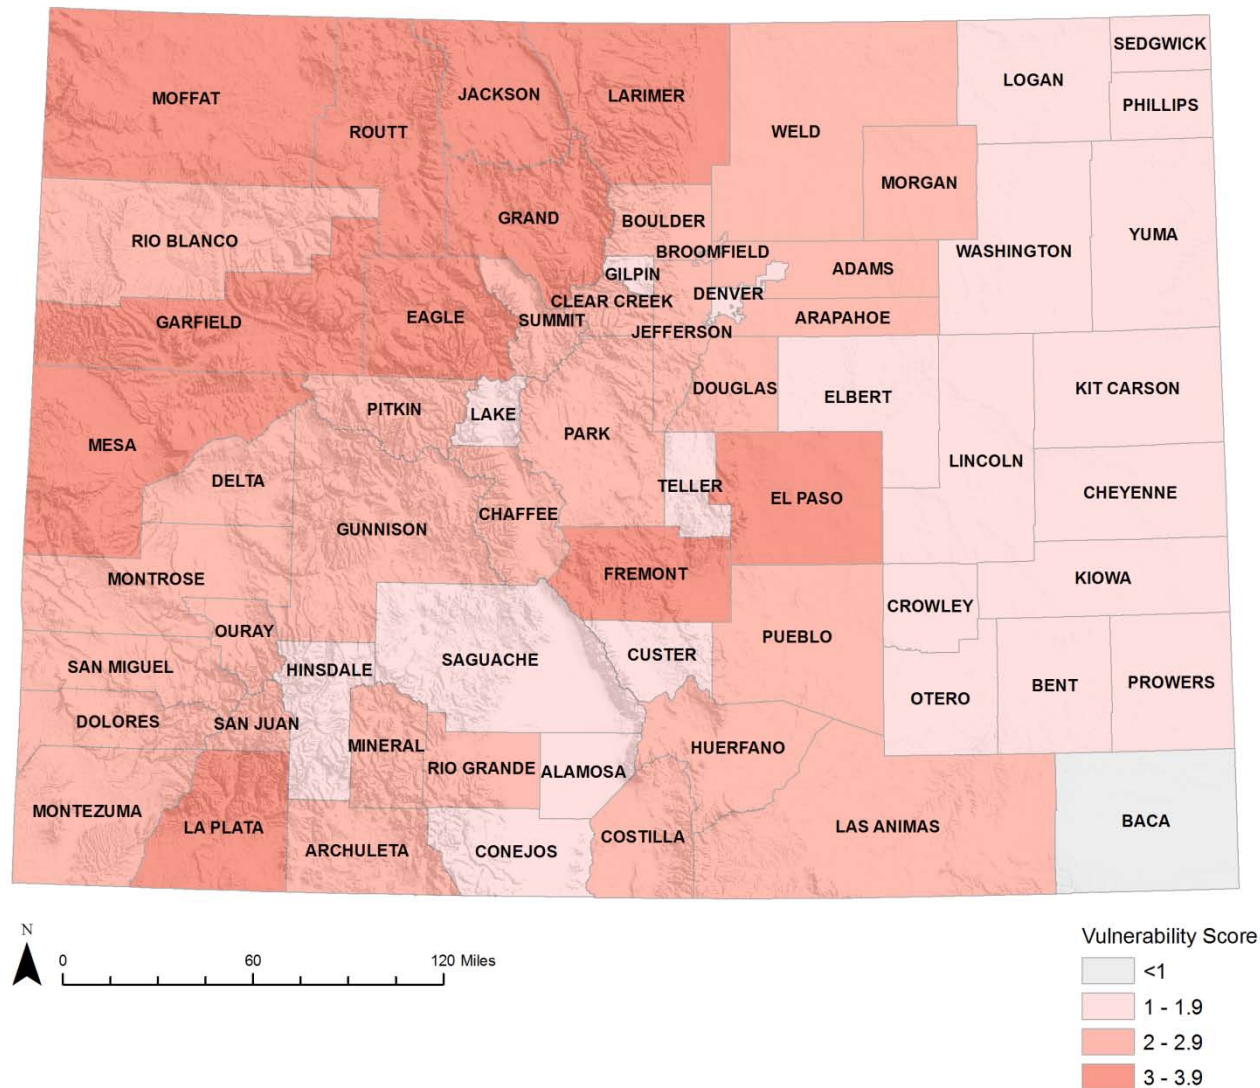 SEDGWICK
LOGAN
PHILLIPS
JACKSON
LARIMER
MOFFAT
ROUTT
WELD
MORGAN
GRAND
BOULDER
RIO BLANCO
YUMA
WASHINGTON
BROOMFIELD
GILPIN
ADAMS
DENVER
CLEAR CREEK
GARFIELD
EAGLE
SUMMIT
ARAPAHOE
JEFFERSON
DOUGLAS
ELBERT
KIT CARSON
PITKIN
LAKE
PARK
MESA
LINCOLN
DELTA
TELLER
EL PASO
CHEYENNE
CHAFFEE
GUNNISON
FREMONT
MONTROSE
KIOWA
CROWLEY
OURAY
PUEBLO
CUSTER
SAGUACHE
SAN MIGUEL
HINSDALE
PROWERS
BENT
OTERO
DOLORES
SAN JUAN
MINERAL
HUERFANO
RIO GRANDE
ALAMOSA
MONTEZUMA
LA PLATA
BACA
LAS ANIMAS
COSTILLA
ARCHULETA
CONEJOS
N
0 60 120 Miles
Vulnerability Score
<1
1 - 1.9
2 - 2.9
3 - 3.9